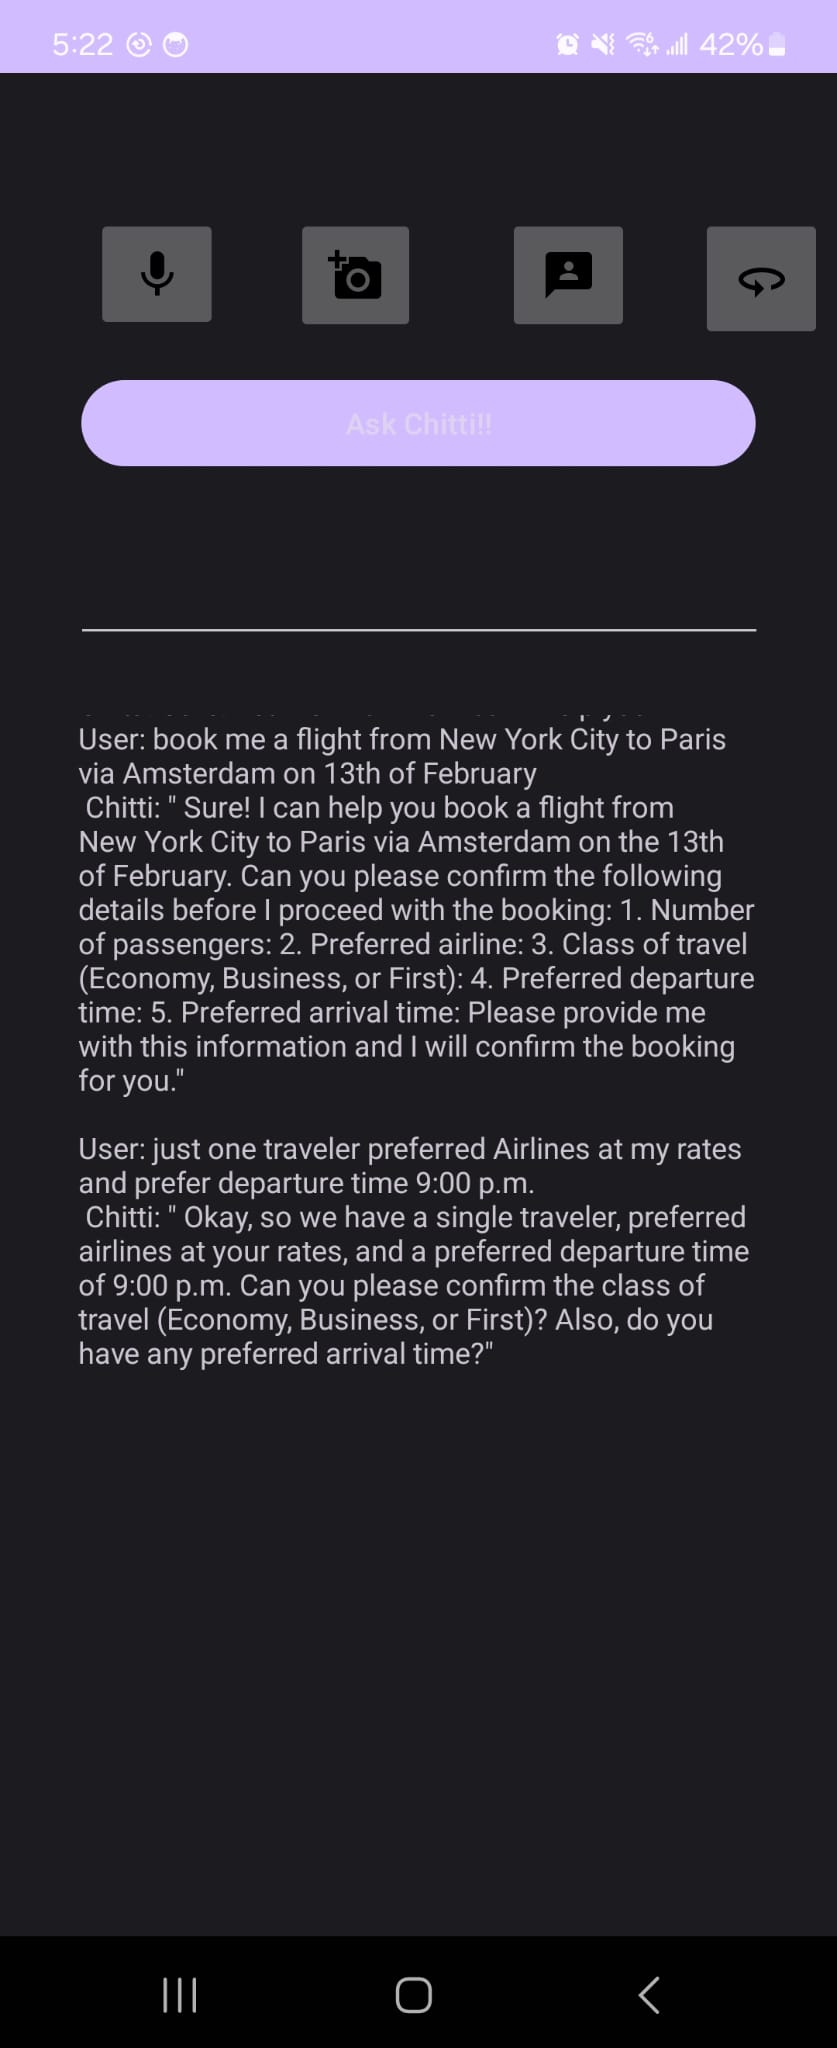 5:22
42%
Ask Chitti!!
User: book me a flight from New York City to Paris
via Amsterdam on 13th of February
Chitti: " Sure! I can help you book a flight from
New York City to Paris via Amsterdam on the 13th
of February. Can you please confirm the following
details before I proceed with the booking: 1. Number
of passengers: 2. Preferred airline: 3. Class of travel
(Economy, Business, or First): 4. Preferred departure
time: 5. Preferred arrival time: Please provide me
with this information and I will confirm the booking
for you."
User: just one traveler preferred Airlines at my rates
and prefer departure time 9:00 p.m.
Chitti: " Okay, so we have a single traveler, preferred
airlines at your rates, and a preferred departure time
of 9:00 p.m. Can you please confirm the class of
travel (Economy, Business, or First)? Also, do you
have any preferred arrival time?"